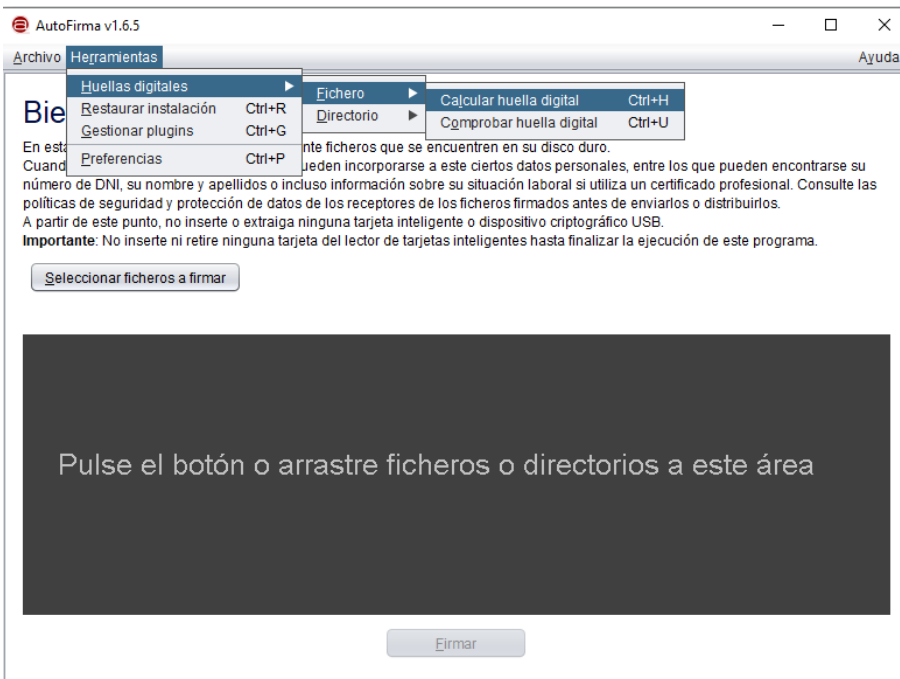 AutoFirma v1.6.5
Archivo Herramientas Ayuda
Huellas digitales
Restaurar instalación Ctrl+R
Gestionar plugins Ctrl+G
Preferencias Ctrl+P
Fichero
Directorio
Calcular huella digital Ctrl+H
Comprobar huella digital Ctrl+U
Bie
En esta nte ficheros que se encuentren en su disco duro.
Cuand ueden incorporarse a este ciertos datos personales, entre los que pueden encontrarse su
número de DNI, su nombre y apellidos o incluso información sobre su situación laboral si utiliza un certificado profesional. Consulte las
políticas de seguridad y protección de datos de los receptores de los ficheros firmados antes de enviarlos o distribuirlos.
A partir de este punto, no inserte o extraiga ninguna tarjeta inteligente o dispositivo criptográfico USB.
Importante: No inserte ni retire ninguna tarjeta del lector de tarjetas inteligentes hasta finalizar la ejecución de este programa.
Seleccionar ficheros a firmar
Pulse el botón o arrastre ficheros o directorios a este área
Firmar